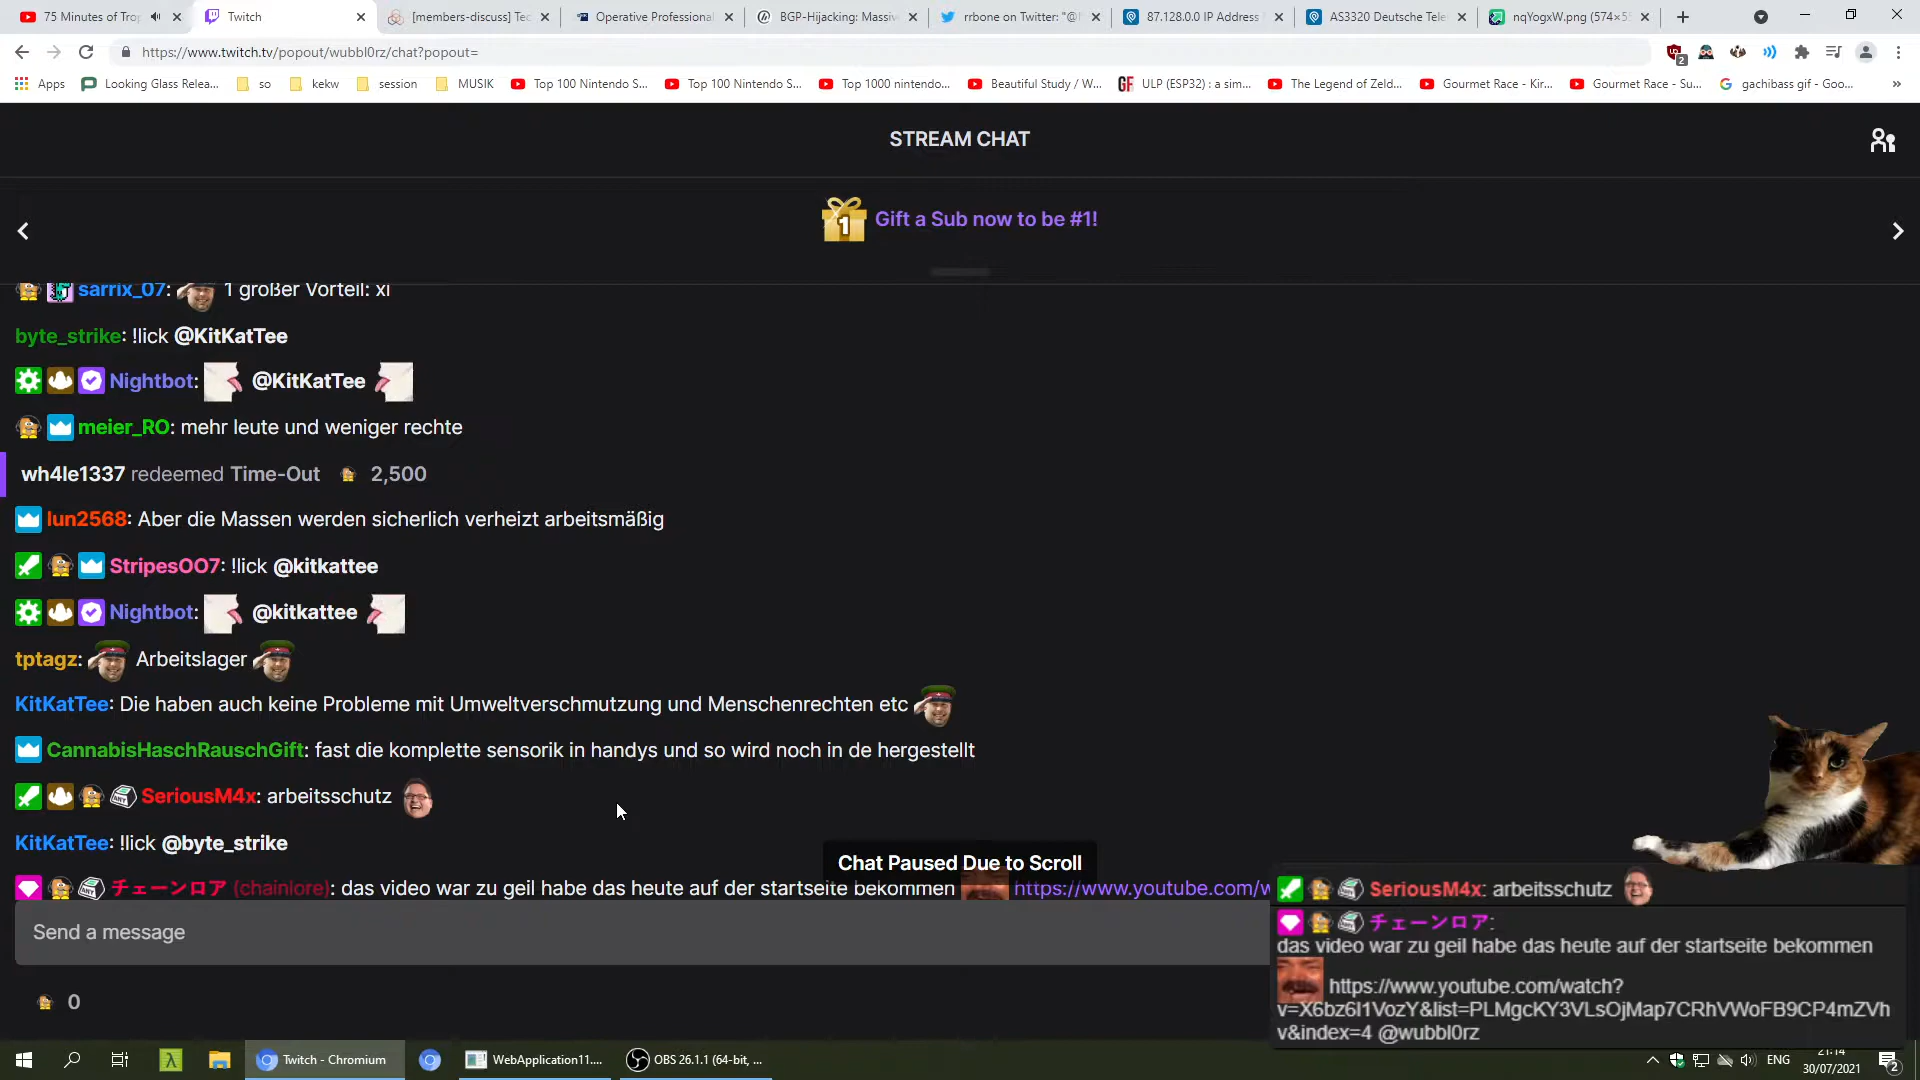 75 Minutes of Trop
Twitch
[members-discuss] Tec
Operative Professional
BGP-Hijacking: Massiv
rrbone on Twitter: "@
87.128.0.0 IP Address
AS3320 Deutsche Tele
nqYogxW.png (574×5
https://www.twitch.tv/popout/wubbl0rz/chat?popout=
2
Apps
Looking Glass Relea...
so
kekw
session
MUSIK
Top 100 Nintendo S...
Top 100 Nintendo S...
Top 1000 nintendo...
Beautiful Study / W...
ULP (ESP32) : a sim...
The Legend of Zeld...
Gourmet Race - Kir...
Gourmet Race - Su...
gachibass gif - Goo...
»
STREAM CHAT
1
Gift a Sub now to be #1!
sarrix_07: 1 großer Vorteil: xi
byte_strike: !lick @KitKatTee
Nightbot: @KitKatTee
meier_RO: mehr leute und weniger rechte
wh4le1337 redeemed Time-Out 2,500
lun2568: Aber die Massen werden sicherlich verheizt arbeitsmäßig
StripesOO7: !lick @kitkattee
Nightbot: @kitkattee
tptagz: Arbeitslager
KitKatTee: Die haben auch keine Probleme mit Umweltverschmutzung und Menschenrechten etc
CannabisHaschRauschGift: fast die komplette sensorik in handys und so wird noch in de hergestellt
SeriousM4x: arbeitsschutz
KitKatTee: !lick @byte_strike
Chat Paused Due to Scroll
チェーンロア (chainlore): das video war zu geil habe das heute auf der startseite bekommen https://www.youtube.com/w
Send a message
0
SeriousM4x: arbeitsschutz
チェーンロア:
das video war zu geil habe das heute auf der startseite bekommen
https://www.youtube.com/watch?
v=X6bz6I1VozY&list=PLMgcKY3VLsOjMap7CRhVWoFB9CP4mZVh
v&index=4 @wubbl0rz
Twitch - Chromium
WebApplication11....
OBS 26.1.1 (64-bit, ...
ENG
21:14
30/07/2021
2